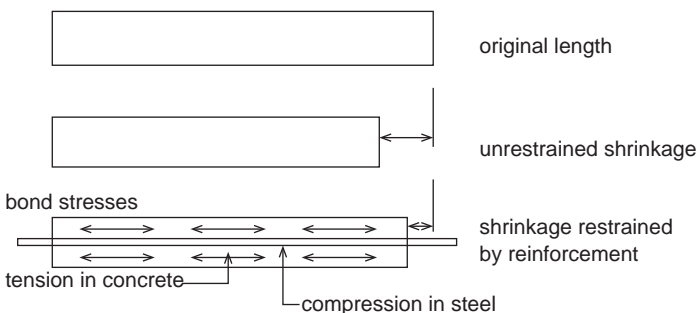 original length
unrestrained shrinkage
bond stresses
shrinkage restrained
by reinforcement
tension in concrete
compression in steel